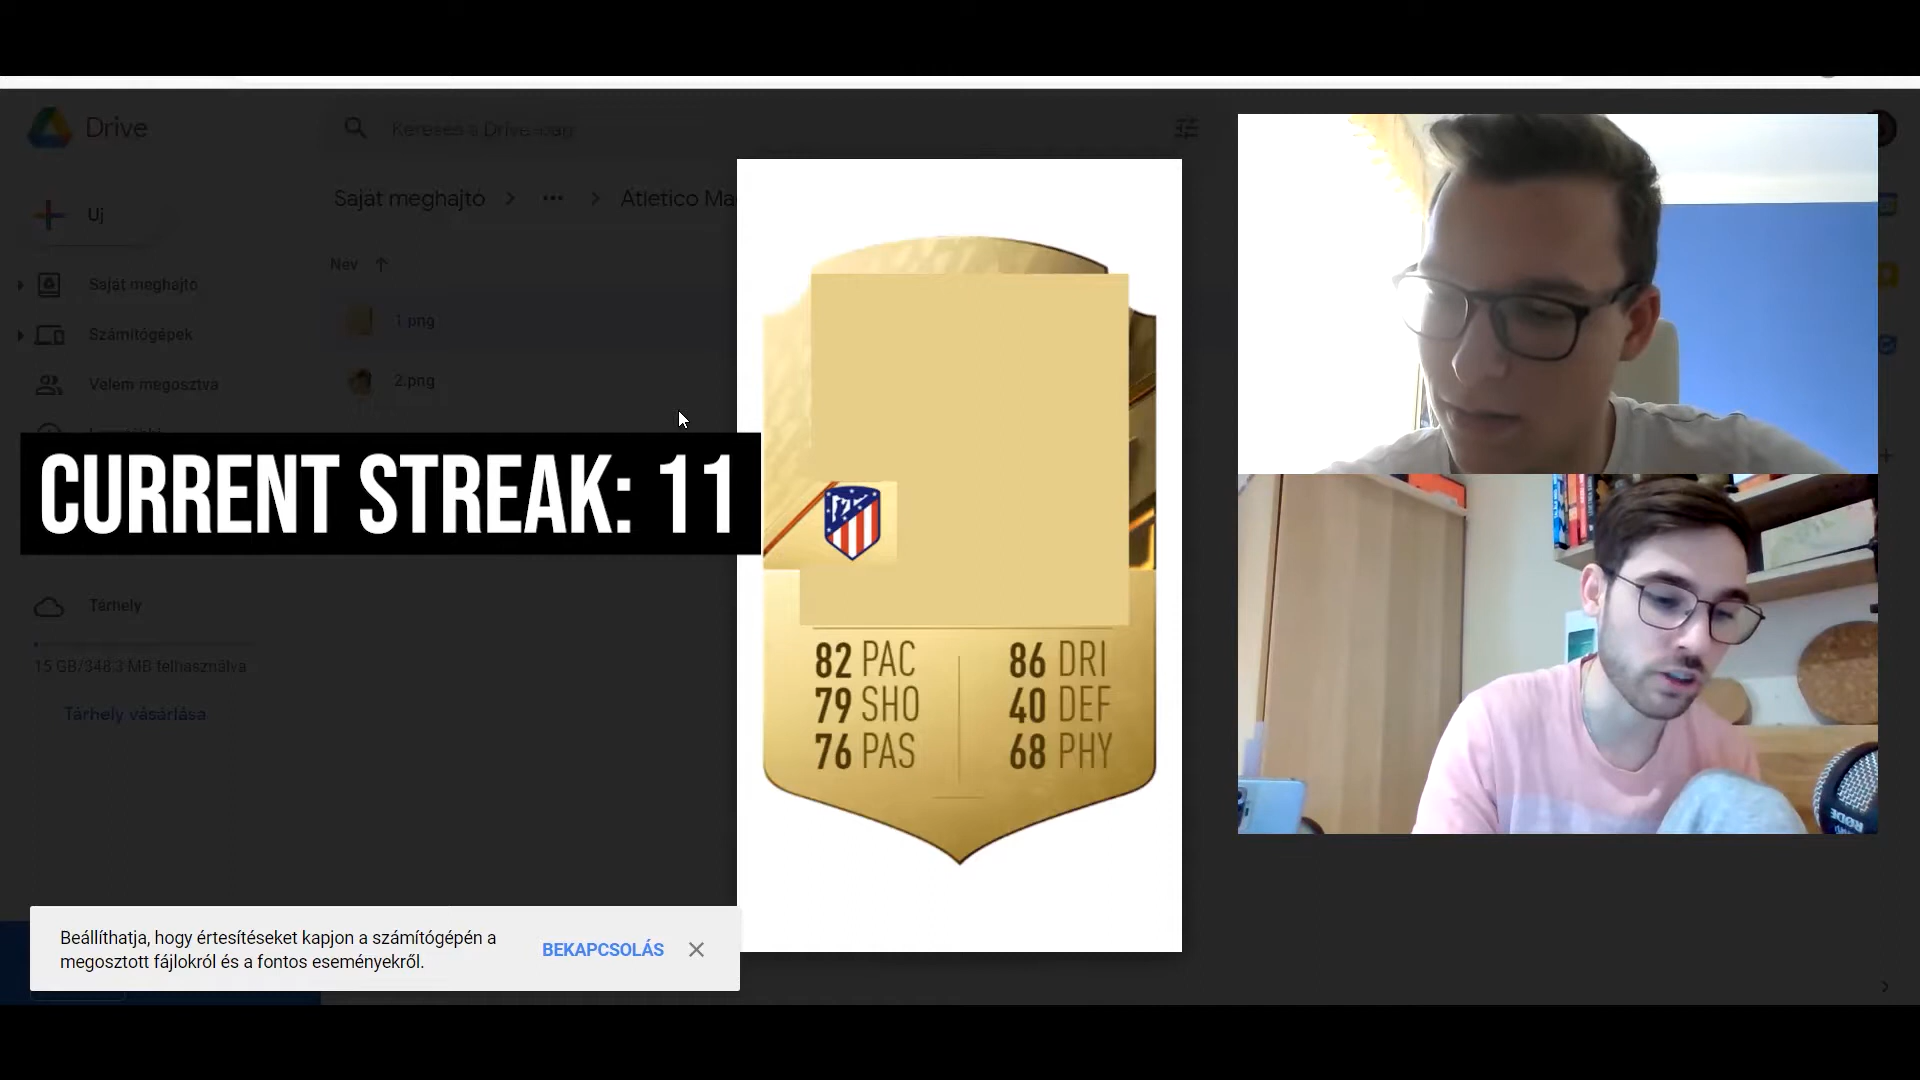 Drive
Keresés a Drive-ban
Saját meghajtó
Atletico Ma
Új
Név
Saját meghajtó
1.png
Számítógépek
Velem megosztva
2.png
CURRENT STREAK: 11
Tárhely
15 GB/348.3 MB felhasználva
Tárhely vásárlása
82 PAC
86 DRI
79 SHO
40 DEF
76 PAS
68 PHY
RØDE
Beállíthatja, hogy értesítéseket kapjon a számítógépén a
megosztott fájlokról és a fontos eseményekről.
BEKAPCSOLÁS